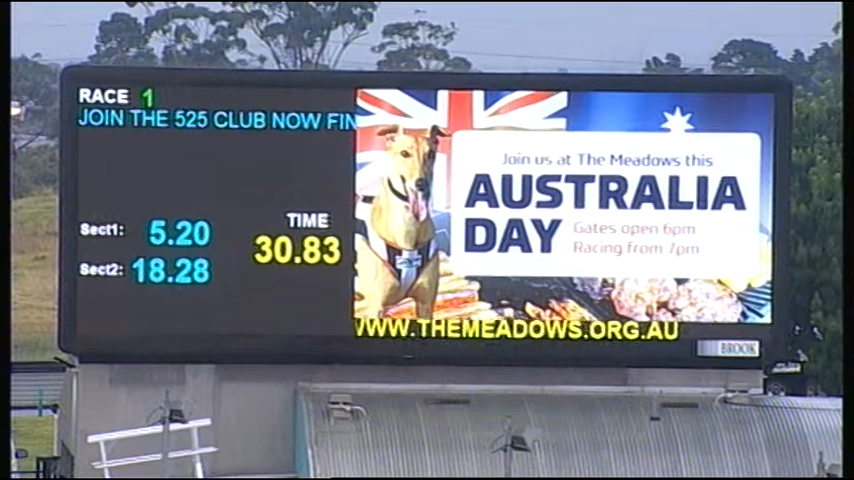 RACE 1
JOIN THE 525 CLUB NOW FIN
Sect1: 5.20
Sect2: 18.28
TIME
30.83
Join us at The Meadows this
AUSTRALIA
DAY
Gates open 6pm
Racing from 7pm
WWW.THEMEADOWS.ORG.AU
BROOK